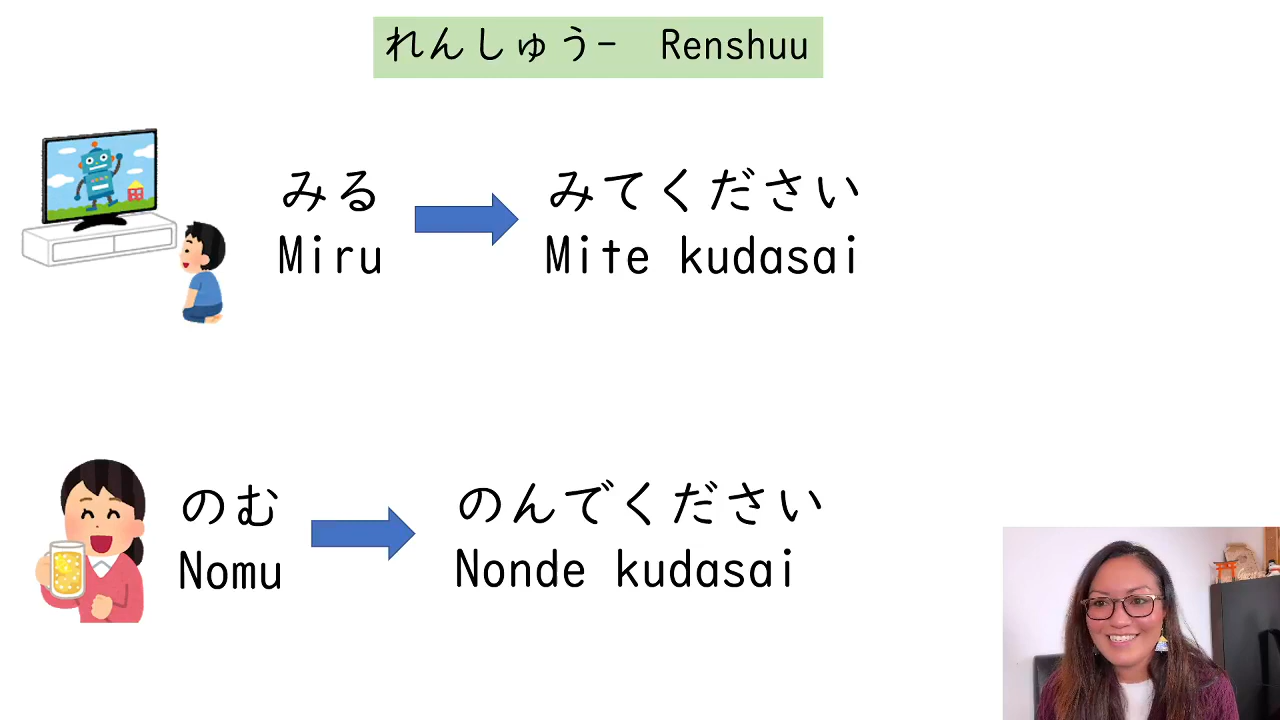 れんしゅう- Renshuu
みる
Miru
みてください
Mite kudasai
のむ
Nomu
のんでください
Nonde kudasai